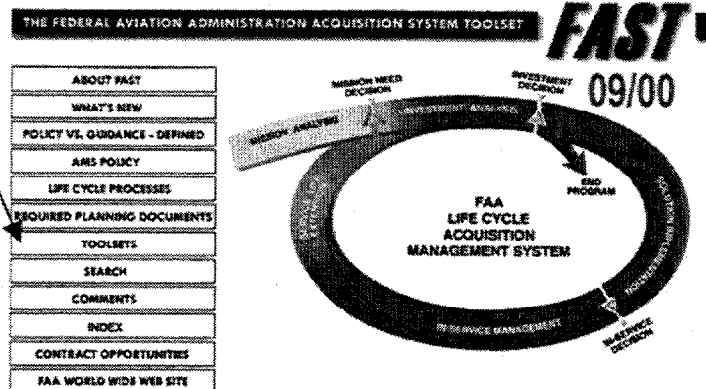 THE FEDERAL AVIATION ADMINISTRATION ACQUISITION SYSTEM TOOLSET
FAST
09/00
ABOUT FAST
WHAT'S NEW
POLICY VS. GUIDANCE - DEFINED
AMS POLICY
LIFE CYCLE PROCESSES
REQUIRED PLANNING DOCUMENTS
TOOLSETS
SEARCH
COMMENTS
INDEX
CONTRACT OPPORTUNITIES
FAA WORLD WIDE WEB SITE
MISSION NEED
DECISION
INVESTMENT
DECISION
MISSION ANALYSIS
INVESTMENT ANALYSIS
END
PROGRAM
FAA
LIFE CYCLE
ACQUISITION
MANAGEMENT SYSTEM
SOLUTION IMPLEMENTATION
IN-SERVICE MANAGEMENT
IN-SERVICE
DECISION